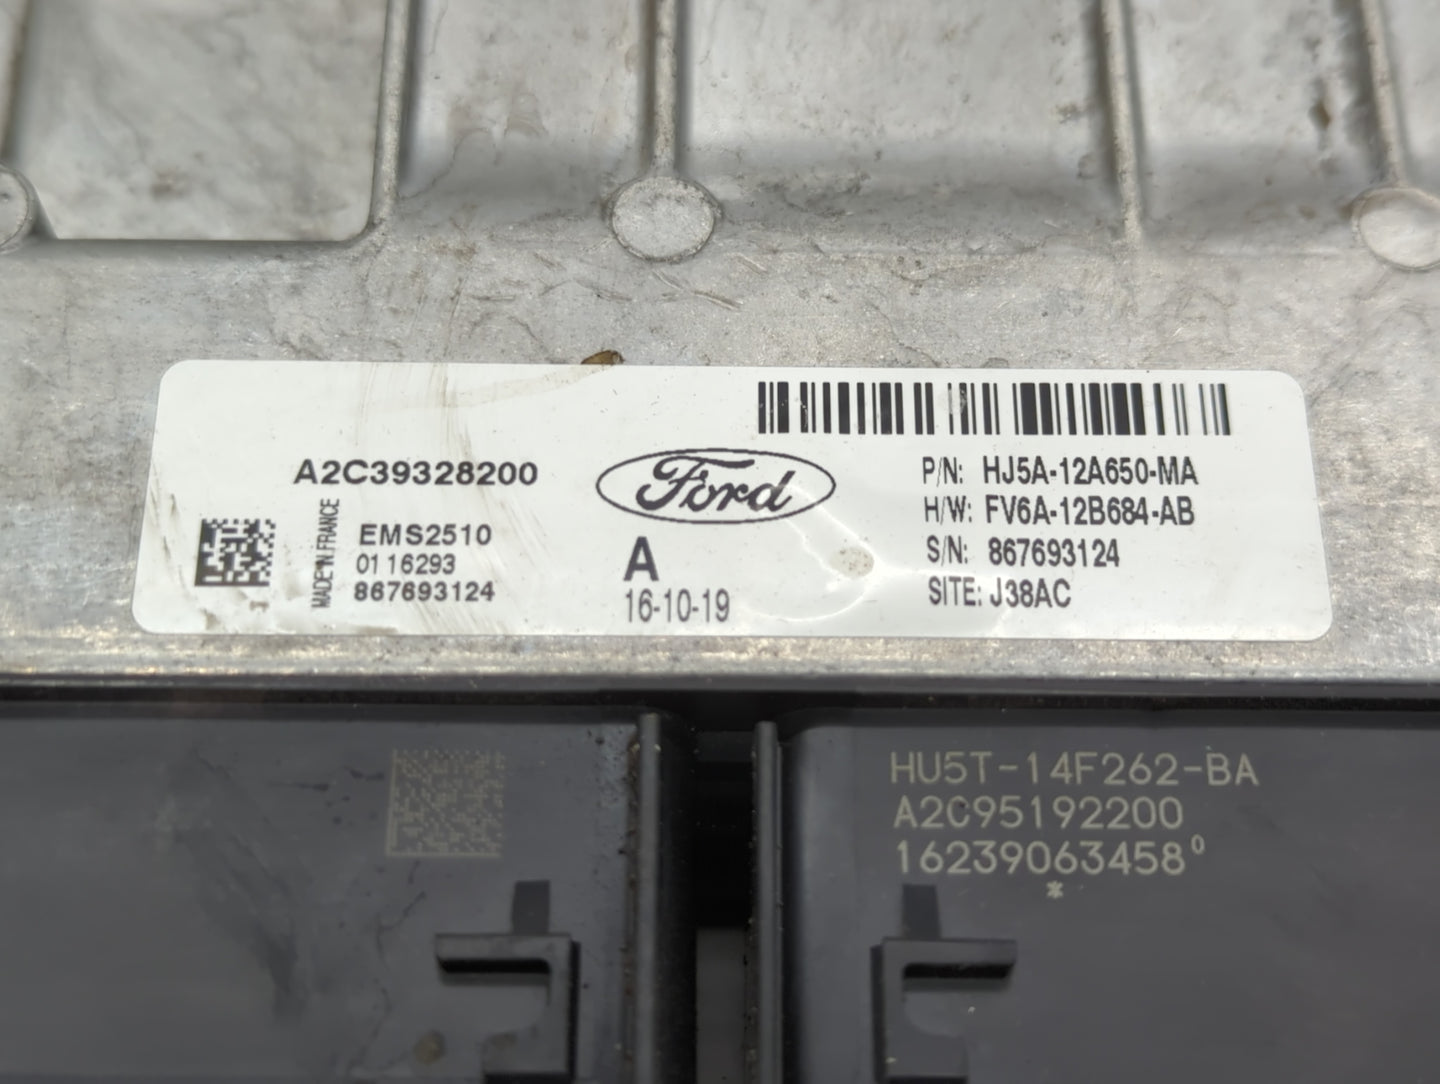 A2C39328200
MADE IN FRANCE
EMS2510
01 16293
867693124
Ford
A
16-10-19
P/N: HJ5A-12A650-MA
H/W: FV6A-12B684-AB
S/N: 867693124
SITE: J38AC
HU5T-14F262-BA
A2C95192200
16239063458⁰
*